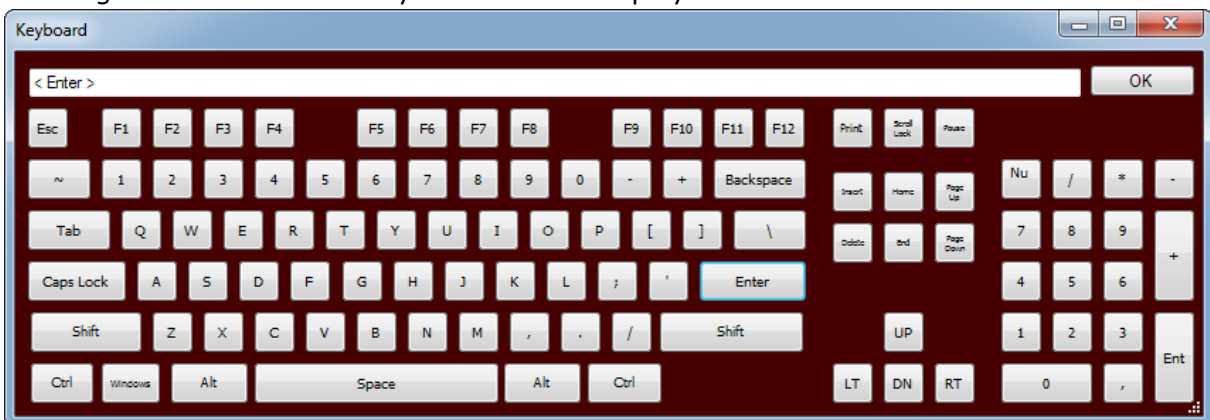 Keyboard
< Enter > OK
Esc F1 F2 F3 F4 F5 F6 F7 F8 F9 F10 F11 F12 Print Scroll Lock Pause
~ 1 2 3 4 5 6 7 8 9 0 - + Backspace Insert Home Page Up Nu / * -
Tab Q W E R T Y U I O P [ ] \ Delete End Page Down 7 8 9 +
Caps Lock A S D F G H J K L ; ' Enter 4 5 6
Shift Z X C V B N M , . / Shift UP 1 2 3 Ent
Ctrl Windows Alt Space Alt Ctrl LT DN RT 0 ,